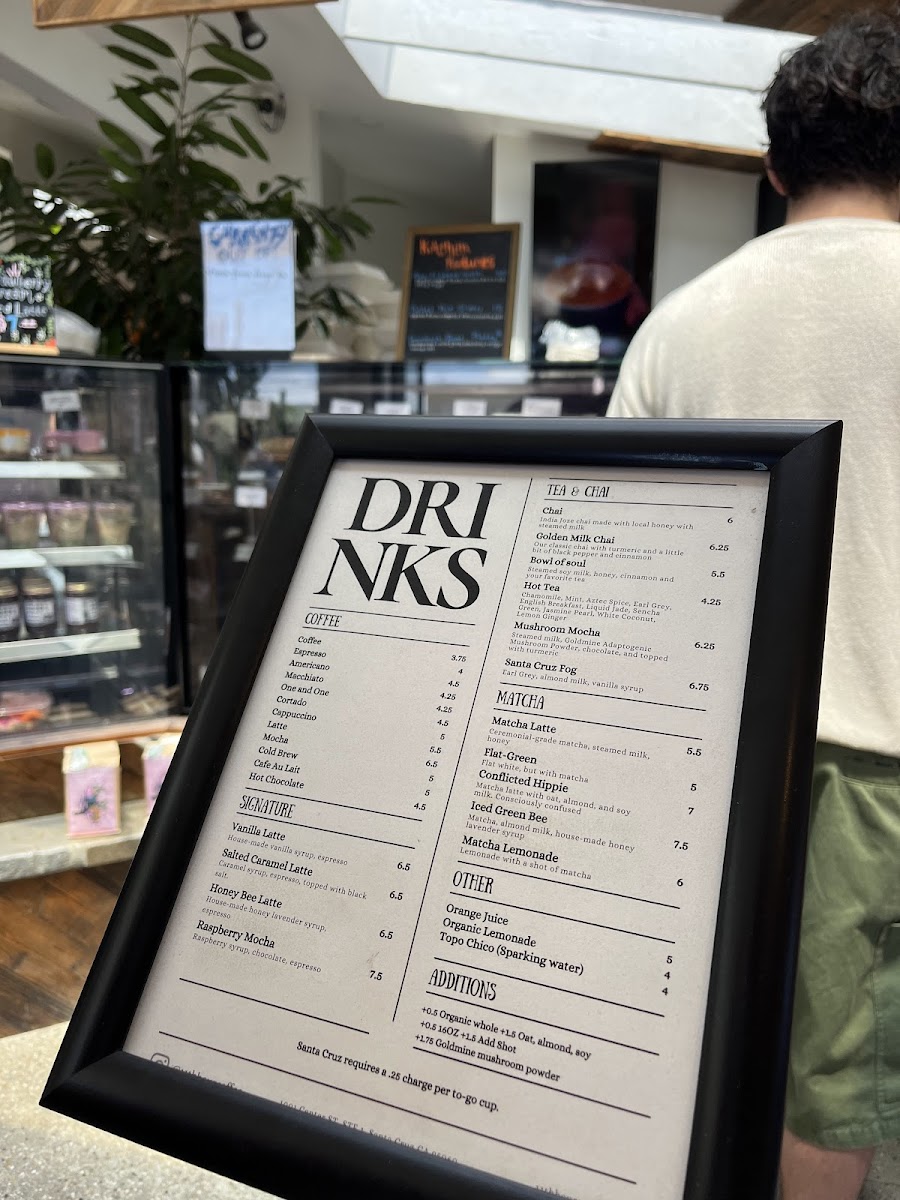 CURRENTLY
OUT OF
KitcHen
Features
DRI
NKS
COFFEE
Coffee 3.75
Espresso 4
Americano 4.5
Macchiato 4.25
One and One 4.25
Cortado 4.5
Cappuccino 5
Latte 5.5
Mocha 6.5
Cold Brew 5
Cafe Au Lait 5
Hot Chocolate 4.5
SIGNATURE
Vanilla Latte 6.5
House-made vanilla syrup, espresso
Salted Caramel Latte 6.5
Caramel syrup, espresso, topped with black
salt.
Honey Bee Latte 6.5
House-made honey lavender syrup,
espresso
Raspberry Mocha 7.5
Raspberry syrup, chocolate, espresso
TEA & CHAI
Chai 6
India Jose chai made with local honey with
steamed milk
Golden Milk Chai 6.25
Our classic chai with turmeric and a little
bit of black pepper and cinnamon
Bowl of soul 5.5
Steamed soy milk, honey, cinnamon and
your favorite tea
Hot Tea 4.25
Chamomile, Mint, Aztec Spice, Earl Grey,
English Breakfast, Liquid Jade, Sencha
Green, Jasmine Pearl, White Coconut,
Lemon Ginger
Mushroom Mocha 6.25
Steamed milk, Goldmine Adaptogenic
Mushroom Powder, chocolate, and topped
with turmeric
Santa Cruz Fog 6.75
Earl Grey, almond milk, vanilla syrup
MATCHA
Matcha Latte 5.5
Ceremonial-grade matcha, steamed milk,
honey
Flat-Green 5
Flat white, but with matcha
Conflicted Hippie 7
Matcha latte with oat, almond, and soy
milk. Consciously confused
Iced Green Bee 7.5
Matcha, almond milk, house-made honey
lavender syrup
Matcha Lemonade 6
Lemonade with a shot of matcha
OTHER
Orange Juice 5
Organic Lemonade 4
Topo Chico (Sparking water) 4
ADDITIONS
+0.5 Organic whole +1.5 Oat, almond, soy
+0.5 16OZ +1.5 Add Shot
+1.75 Goldmine mushroom powder
Santa Cruz requires a .25 charge per to-go cup.
1001 Center ST, STE 1, Santa Cruz CA 95060